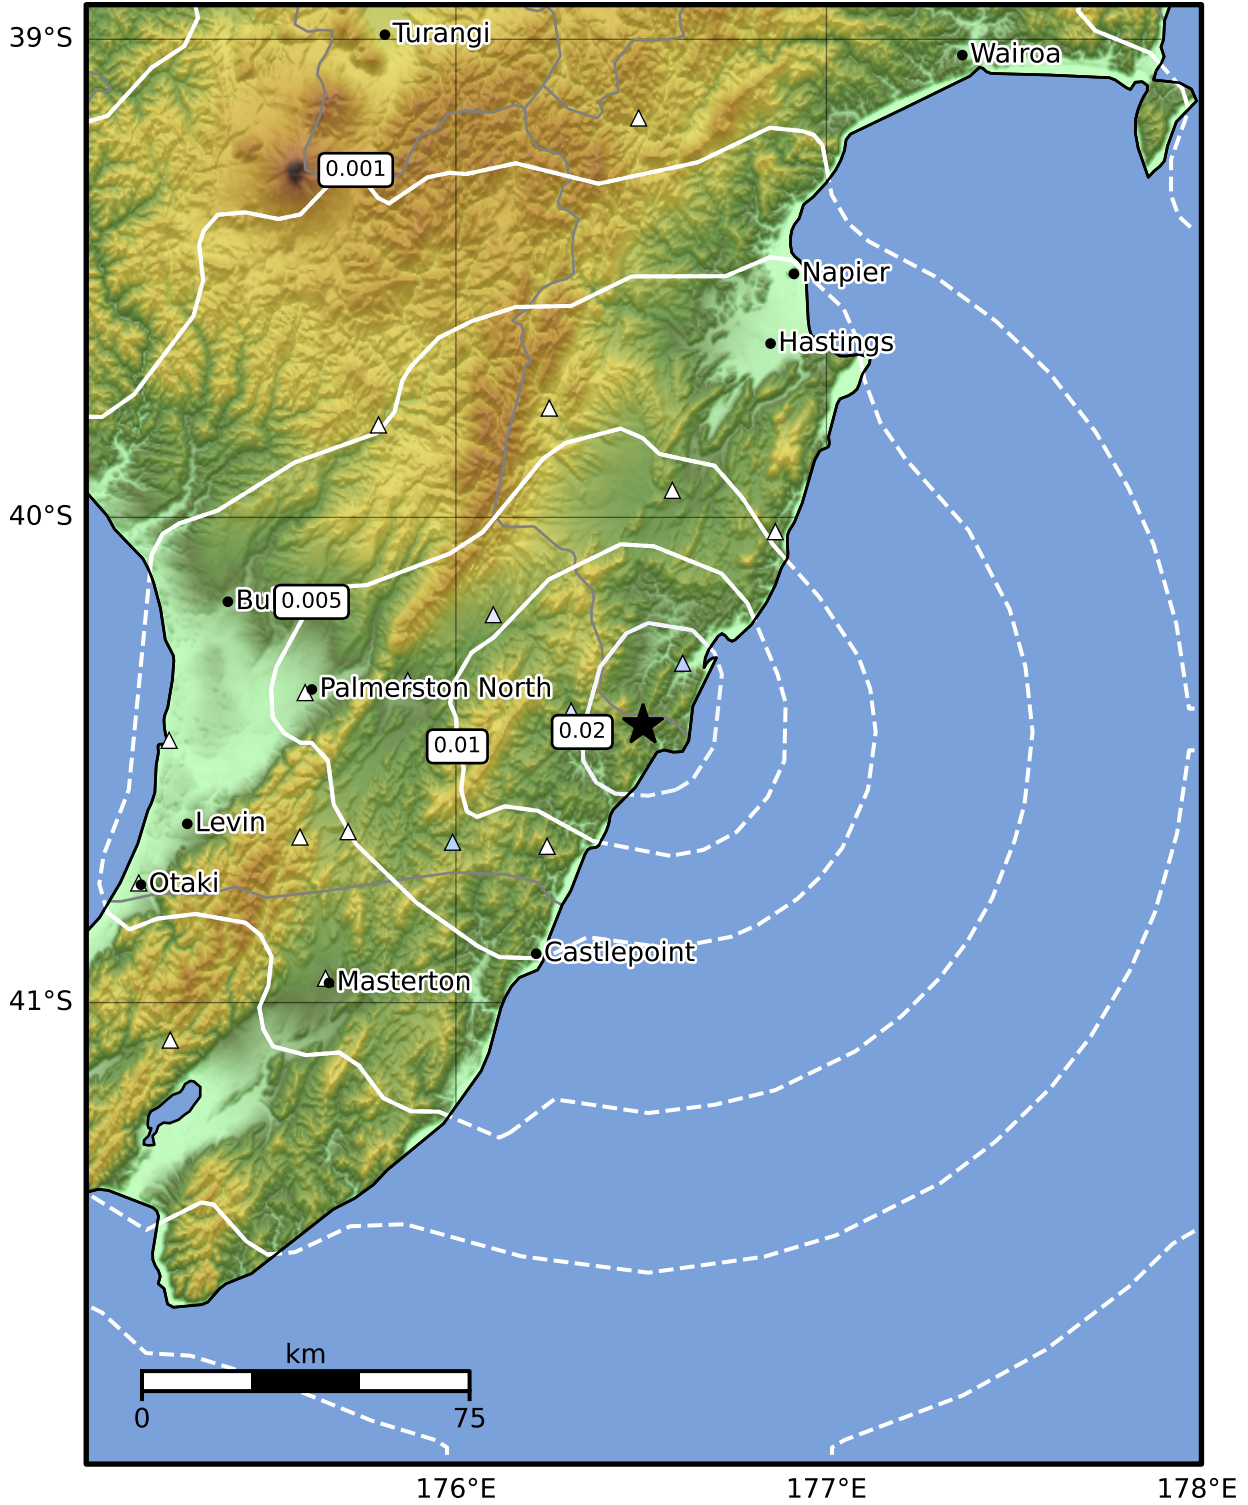 39°S
Turangi
Wairoa
0.001
Napier
Hastings
40°S
Bu
0.005
Palmerston North
0.02
0.01
Levin
Otaki
Castlepoint
Masterton
41°S
km
0 75
176°E 177°E 178°E